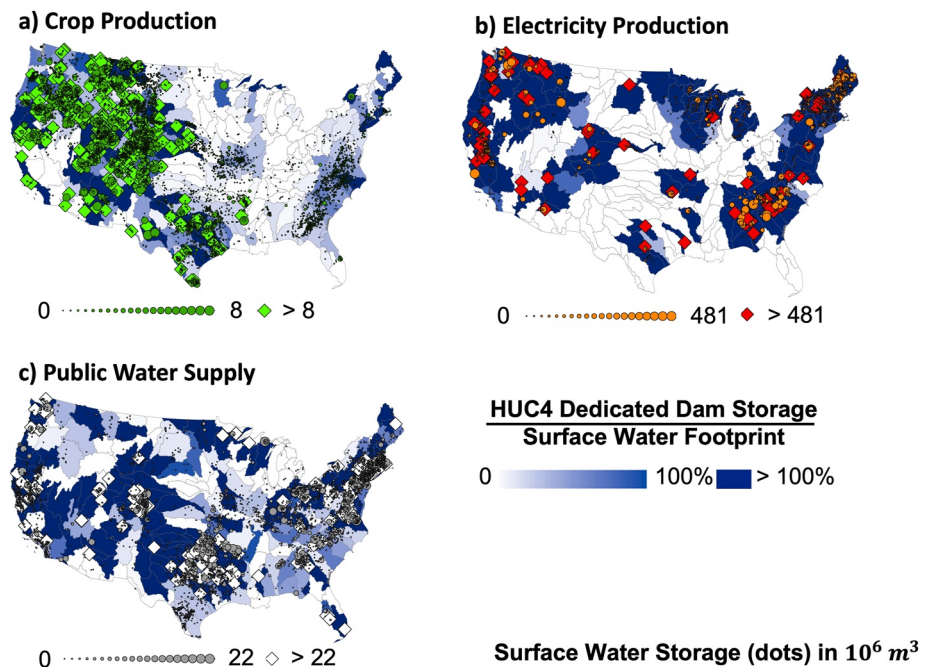 a) Crop Production
b) Electricity Production
0 8 > 8
0 481 > 481
c) Public Water Supply
HUC4 Dedicated Dam Storage
Surface Water Footprint
0 100% > 100%
0 22 > 22
Surface Water Storage (dots) in 10⁶ m³